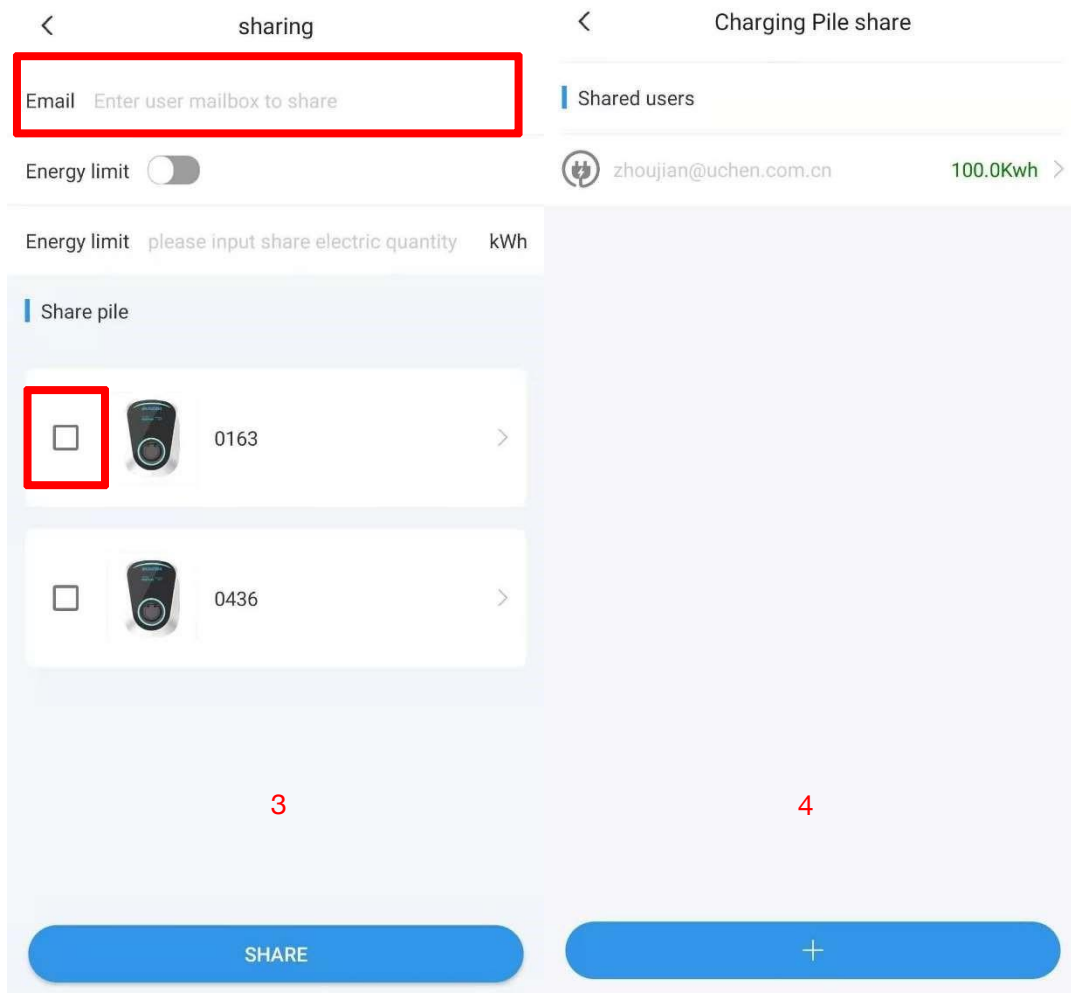 sharing
Email Enter user mailbox to share
Energy limit
Energy limit please input share electric quantity kWh
Share pile
0163
0436
3
SHARE
Charging Pile share
Shared users
zhoujian@uchen.com.cn 100.0Kwh
4
+